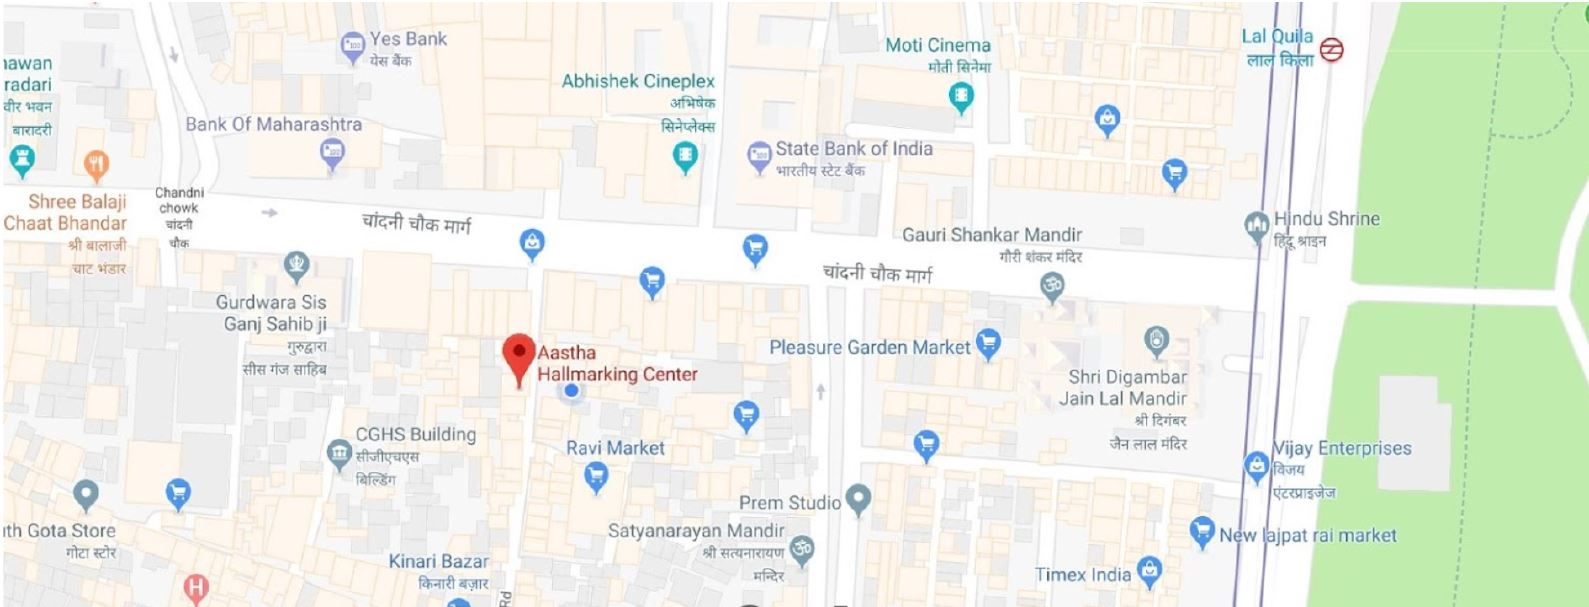 Yes Bank
येस बैंक
Moti Cinema
मोती सिनेमा
Lal Quila
लाल किला
nawan
radari
वीर भवन
बारादरी
Abhishek Cineplex
अभिषेक
सिनेप्लेक्स
Bank Of Maharashtra
State Bank of India
भारतीय स्टेट बैंक
Shree Balaji
Chaat Bhandar
श्री बालाजी
चाट भंडार
Chandni
chowk
चांदनी
चौक
चांदनी चौक मार्ग
Gauri Shankar Mandir
गौरी शंकर मंदिर
Hindu Shrine
हिंदू श्राइन
चांदनी चौक मार्ग
Gurdwara Sis
Ganj Sahib ji
गुरुद्वारा
सीस गंज साहिब
Aastha
Hallmarking Center
Pleasure Garden Market
Shri Digambar
Jain Lal Mandir
श्री दिगंबर
जैन लाल मंदिर
CGHS Building
सीजीएचएस
बिल्डिंग
Ravi Market
Vijay Enterprises
विजय
एंटरप्राइजेज
Prem Studio
uth Gota Store
गोटा स्टोर
Satyanarayan Mandir
श्री सत्यनारायण
मन्दिर
New lajpat rai market
Kinari Bazar
किनारी बज़ार
Timex India
H
Rd